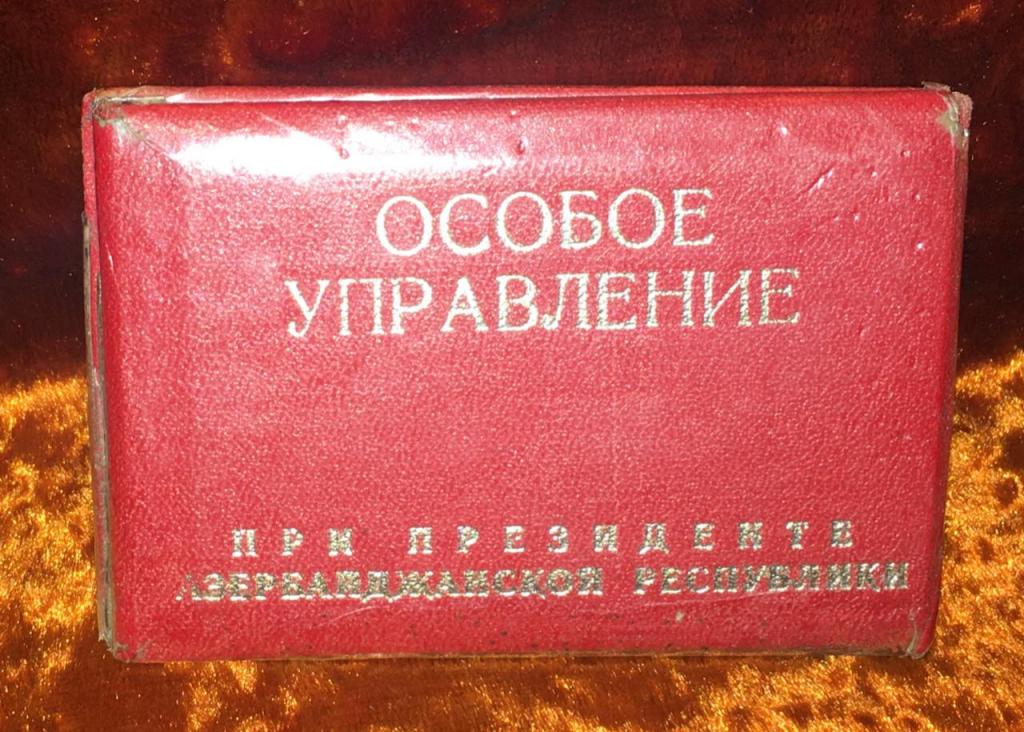 ОСОБОЕ
УПРАВЛЕНИЕ
ПРИ ПРЕЗИДЕНТЕ
АЗЕРБАЙДЖАНСКОЙ РЕСПУБЛИКИ